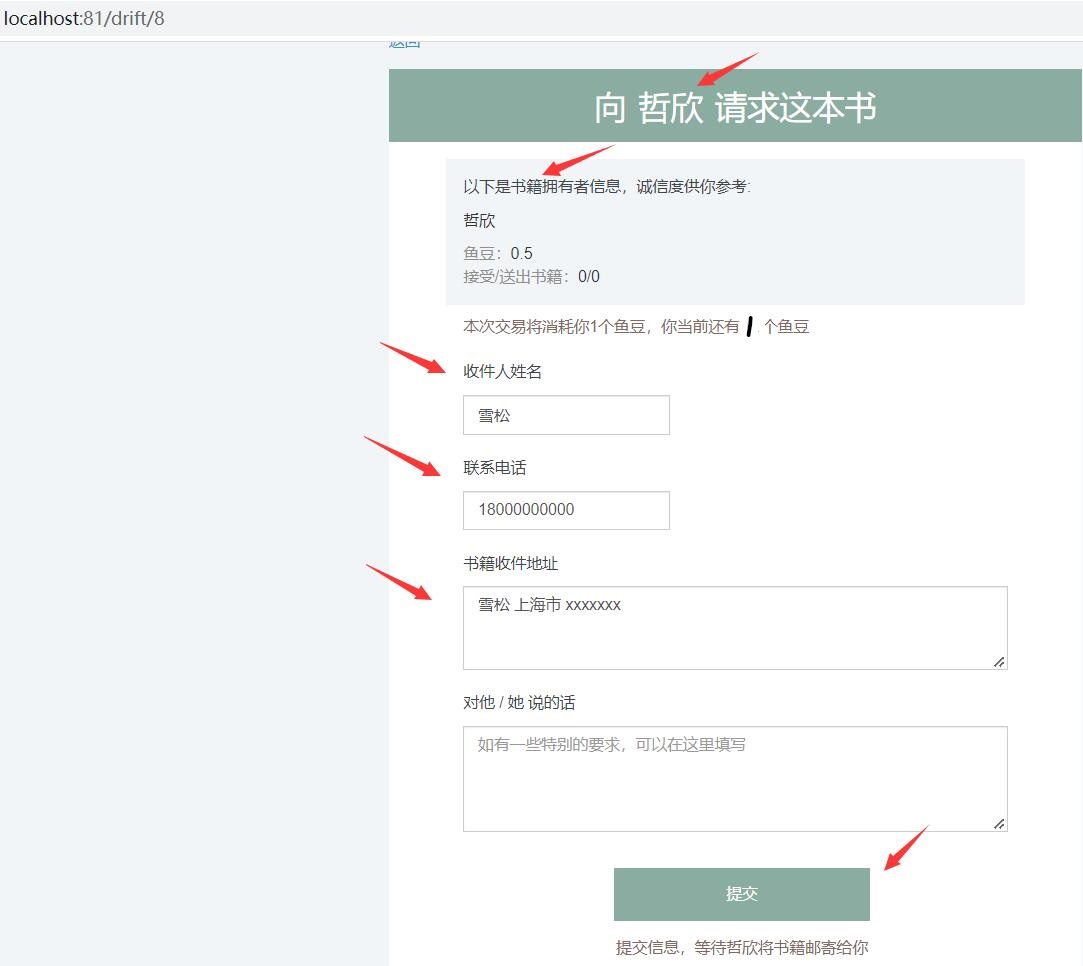 localhost:81/drift/8
返回
向 哲欣 请求这本书
以下是书籍拥有者信息，诚信度供你参考:
哲欣
鱼豆：0.5
接受/送出书籍：0/0
本次交易将消耗你1个鱼豆，你当前还有 1 个鱼豆
收件人姓名
雪松
联系电话
18000000000
书籍收件地址
雪松 上海市 xxxxxxx
对他 / 她 说的话
如有一些特别的要求，可以在这里填写
提交
提交信息，等待哲欣将书籍邮寄给你